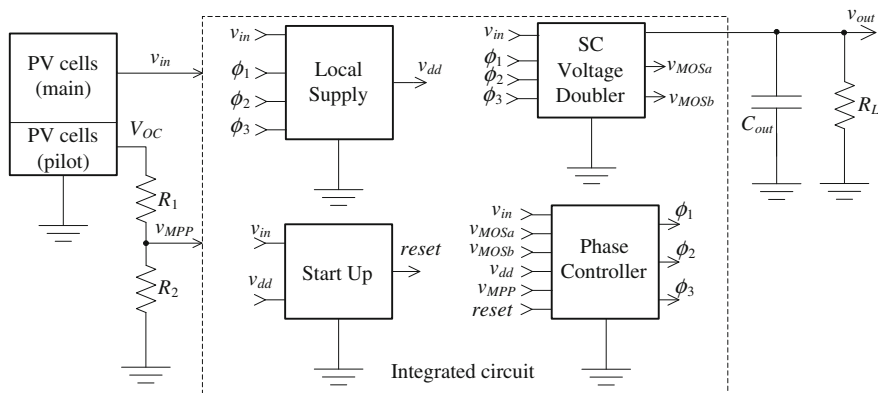 PV cells
(main)
PV cells
(pilot)
v_in
V_OC
R_1
v_MPP
R_2
v_in
ϕ_1
ϕ_2
ϕ_3
Local
Supply
v_dd
v_in
ϕ_1
ϕ_2
ϕ_3
SC
Voltage
Doubler
v_MOSa
v_MOSb
v_out
C_out
R_L
v_in
v_dd
Start Up
reset
v_in
v_MOSa
v_MOSb
v_dd
v_MPP
reset
Phase
Controller
ϕ_1
ϕ_2
ϕ_3
Integrated circuit